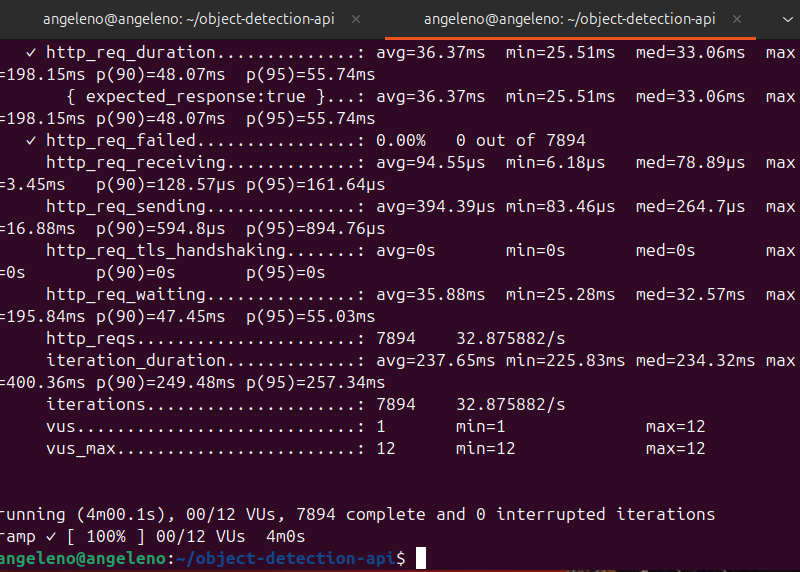 angeleno@angeleno: ~/object-detection-api × angeleno@angeleno: ~/object-detection-api ×
✓ http_req_duration..............: avg=36.37ms min=25.51ms med=33.06ms max
=198.15ms p(90)=48.07ms p(95)=55.74ms
{ expected_response:true }...: avg=36.37ms min=25.51ms med=33.06ms max
=198.15ms p(90)=48.07ms p(95)=55.74ms
✓ http_req_failed................: 0.00% 0 out of 7894
http_req_receiving.............: avg=94.55µs min=6.18µs med=78.89µs max
=3.45ms p(90)=128.57µs p(95)=161.64µs
http_req_sending...............: avg=394.39µs min=83.46µs med=264.7µs max
=16.88ms p(90)=594.8µs p(95)=894.76µs
http_req_tls_handshaking.......: avg=0s min=0s med=0s max
=0s p(90)=0s p(95)=0s
http_req_waiting...............: avg=35.88ms min=25.28ms med=32.57ms max
=195.84ms p(90)=47.45ms p(95)=55.03ms
http_reqs......................: 7894 32.875882/s
iteration_duration.............: avg=237.65ms min=225.83ms med=234.32ms max
=400.36ms p(90)=249.48ms p(95)=257.34ms
iterations.....................: 7894 32.875882/s
vus............................: 1 min=1 max=12
vus_max........................: 12 min=12 max=12
running (4m00.1s), 00/12 VUs, 7894 complete and 0 interrupted iterations
ramp ✓ [ 100% ] 00/12 VUs 4m0s
angeleno@angeleno:~/object-detection-api$